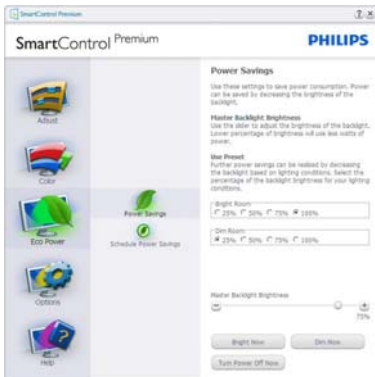 SmartControl Premium
SmartControl Premium
PHILIPS
Adjust
Color
Eco Power
Options
Help
Power Savings
Schedule Power Savings
Power Savings
Use these settings to save power consumption. Power
can be saved by decreasing the brightness of the
backlight.
Master Backlight Brightness
Use the slider to adjust the brightness of the backlight.
Lower percentage of brightness will use less watts of
power.
Use Preset
Further power savings can be realized by decreasing
the backlight based on lighting conditions. Select the
percentage of the backlight brightness for your lighting
conditions.
Bright Room
25% 50% 75% 100%
Dim Room
25% 50% 75% 100%
Master Backlight Brightness
75%
Bright Now
Dim Now
Turn Power Off Now